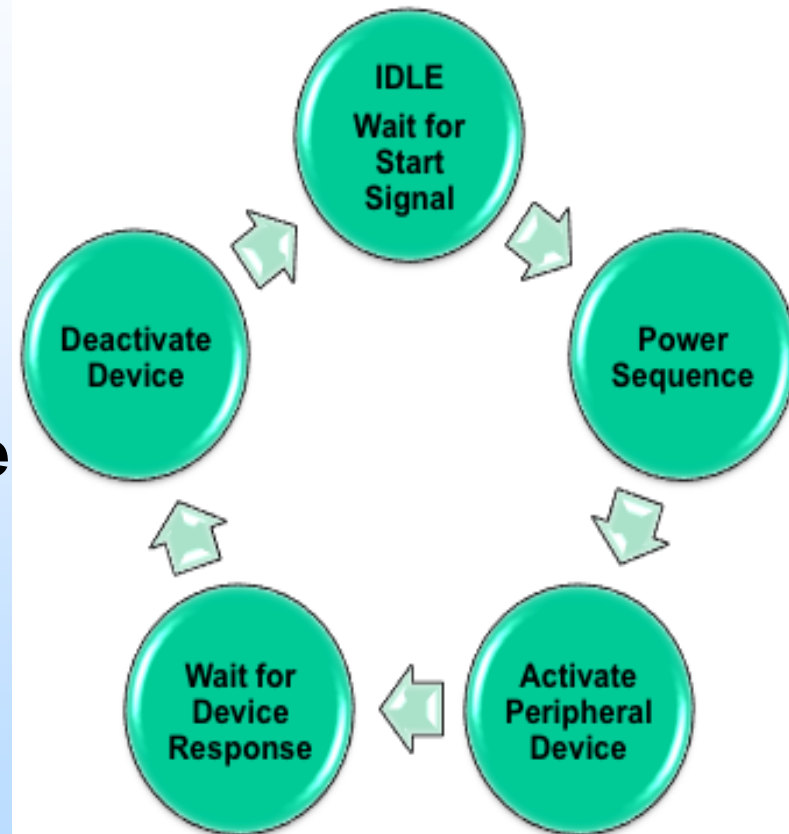 IDLE
Wait for
Start
Signal
Power
Sequence
Activate
Peripheral
Device
Wait for
Device
Response
Deactivate
Device
e